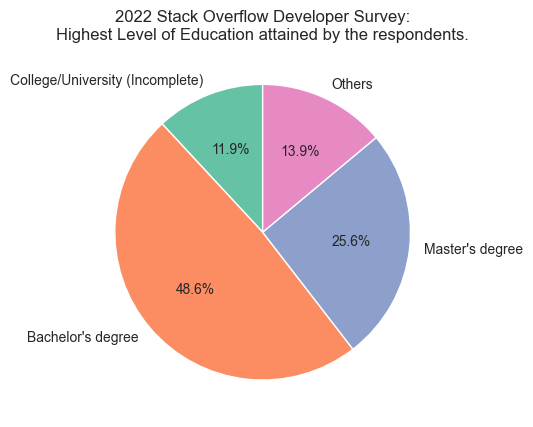 2022 Stack Overflow Developer Survey:
Highest Level of Education attained by the respondents.
College/University (Incomplete)
Others
11.9%
13.9%
25.6%
Master's degree
48.6%
Bachelor's degree